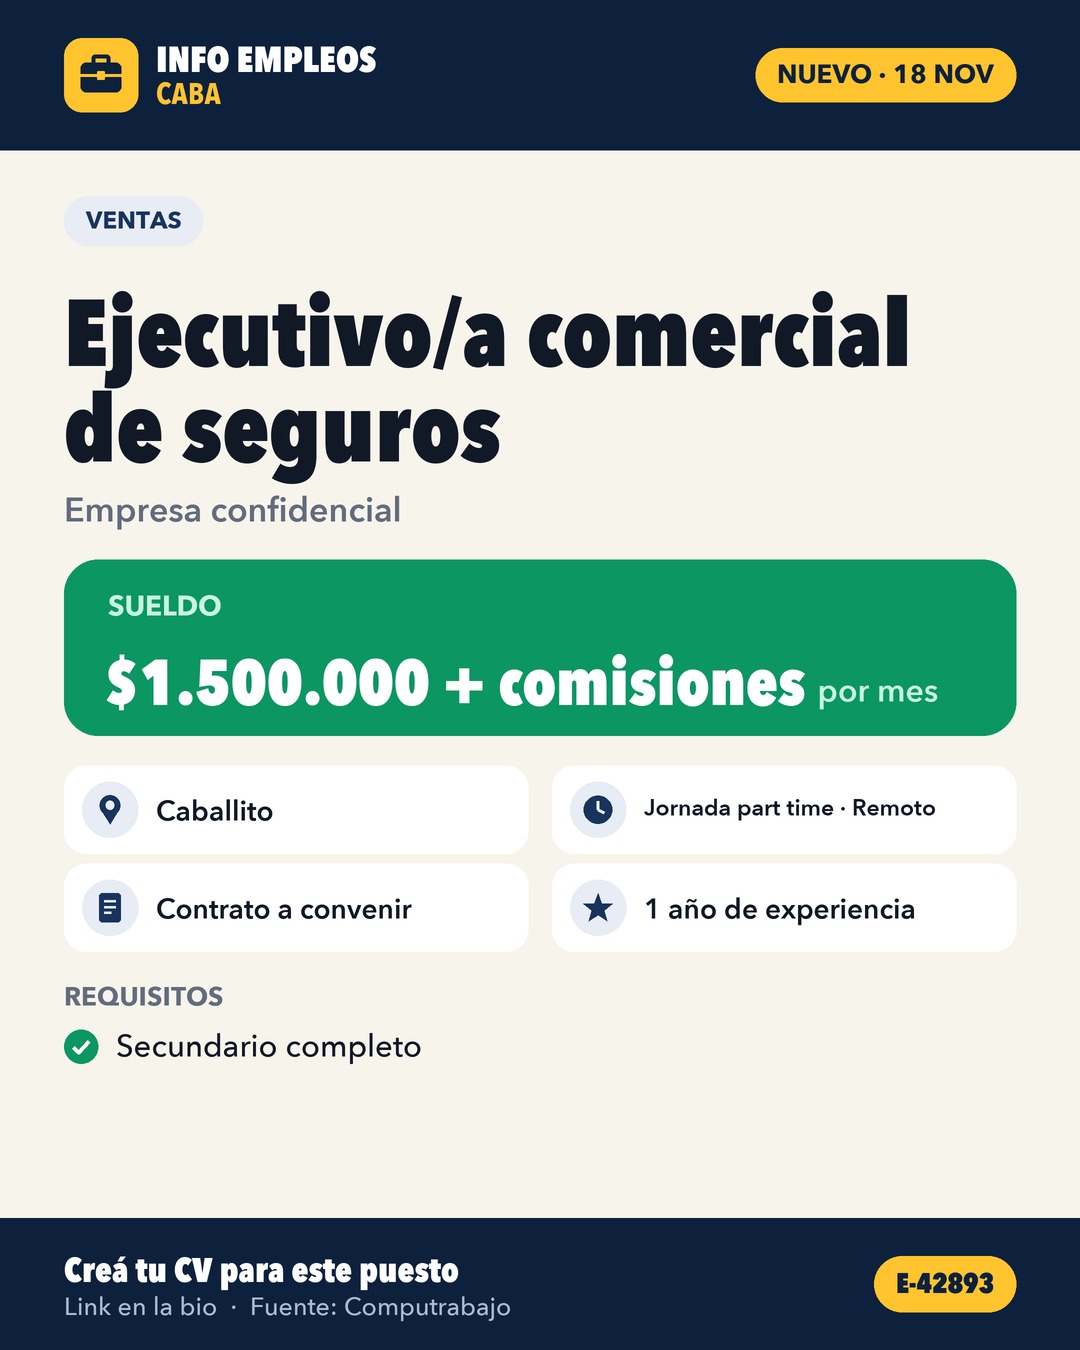 INFO EMPLEOS
CABA
NUEVO · 18 NOV
VENTAS
Ejecutivo/a comercial
de seguros
Empresa confidencial
SUELDO
$1.500.000 + comisiones por mes
Caballito
Jornada part time · Remoto
Contrato a convenir
1 año de experiencia
REQUISITOS
Secundario completo
Creá tu CV para este puesto
Link en la bio · Fuente: Computrabajo
E-42893